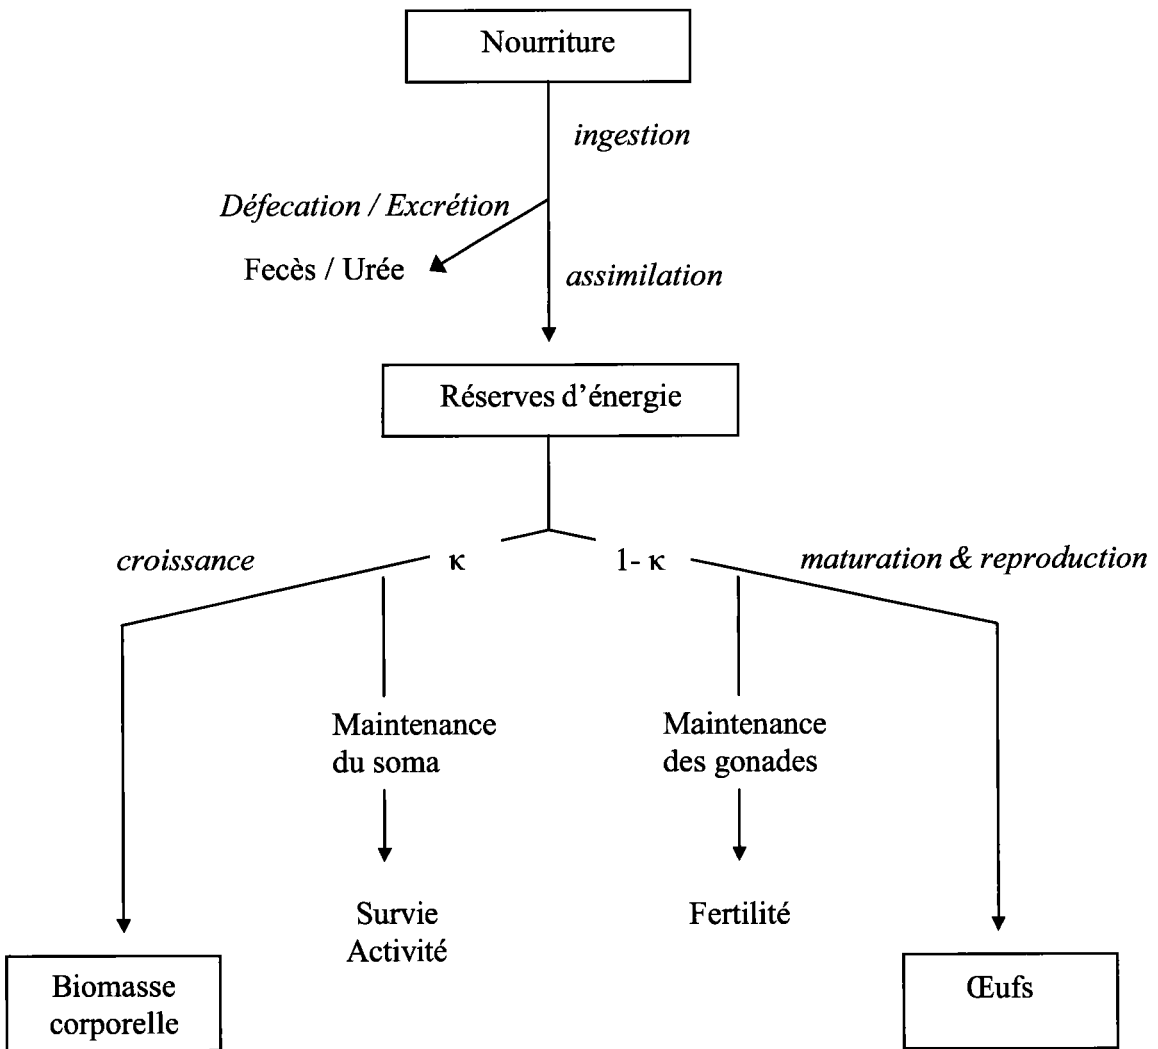 Nourriture
ingestion
Défecation / Excrétion
Fecès / Urée
assimilation
Réserves d'énergie
croissance
κ
1- κ
maturation & reproduction
Maintenance
du soma
Maintenance
des gonades
Survie
Activité
Fertilité
Biomasse
corporelle
Œufs